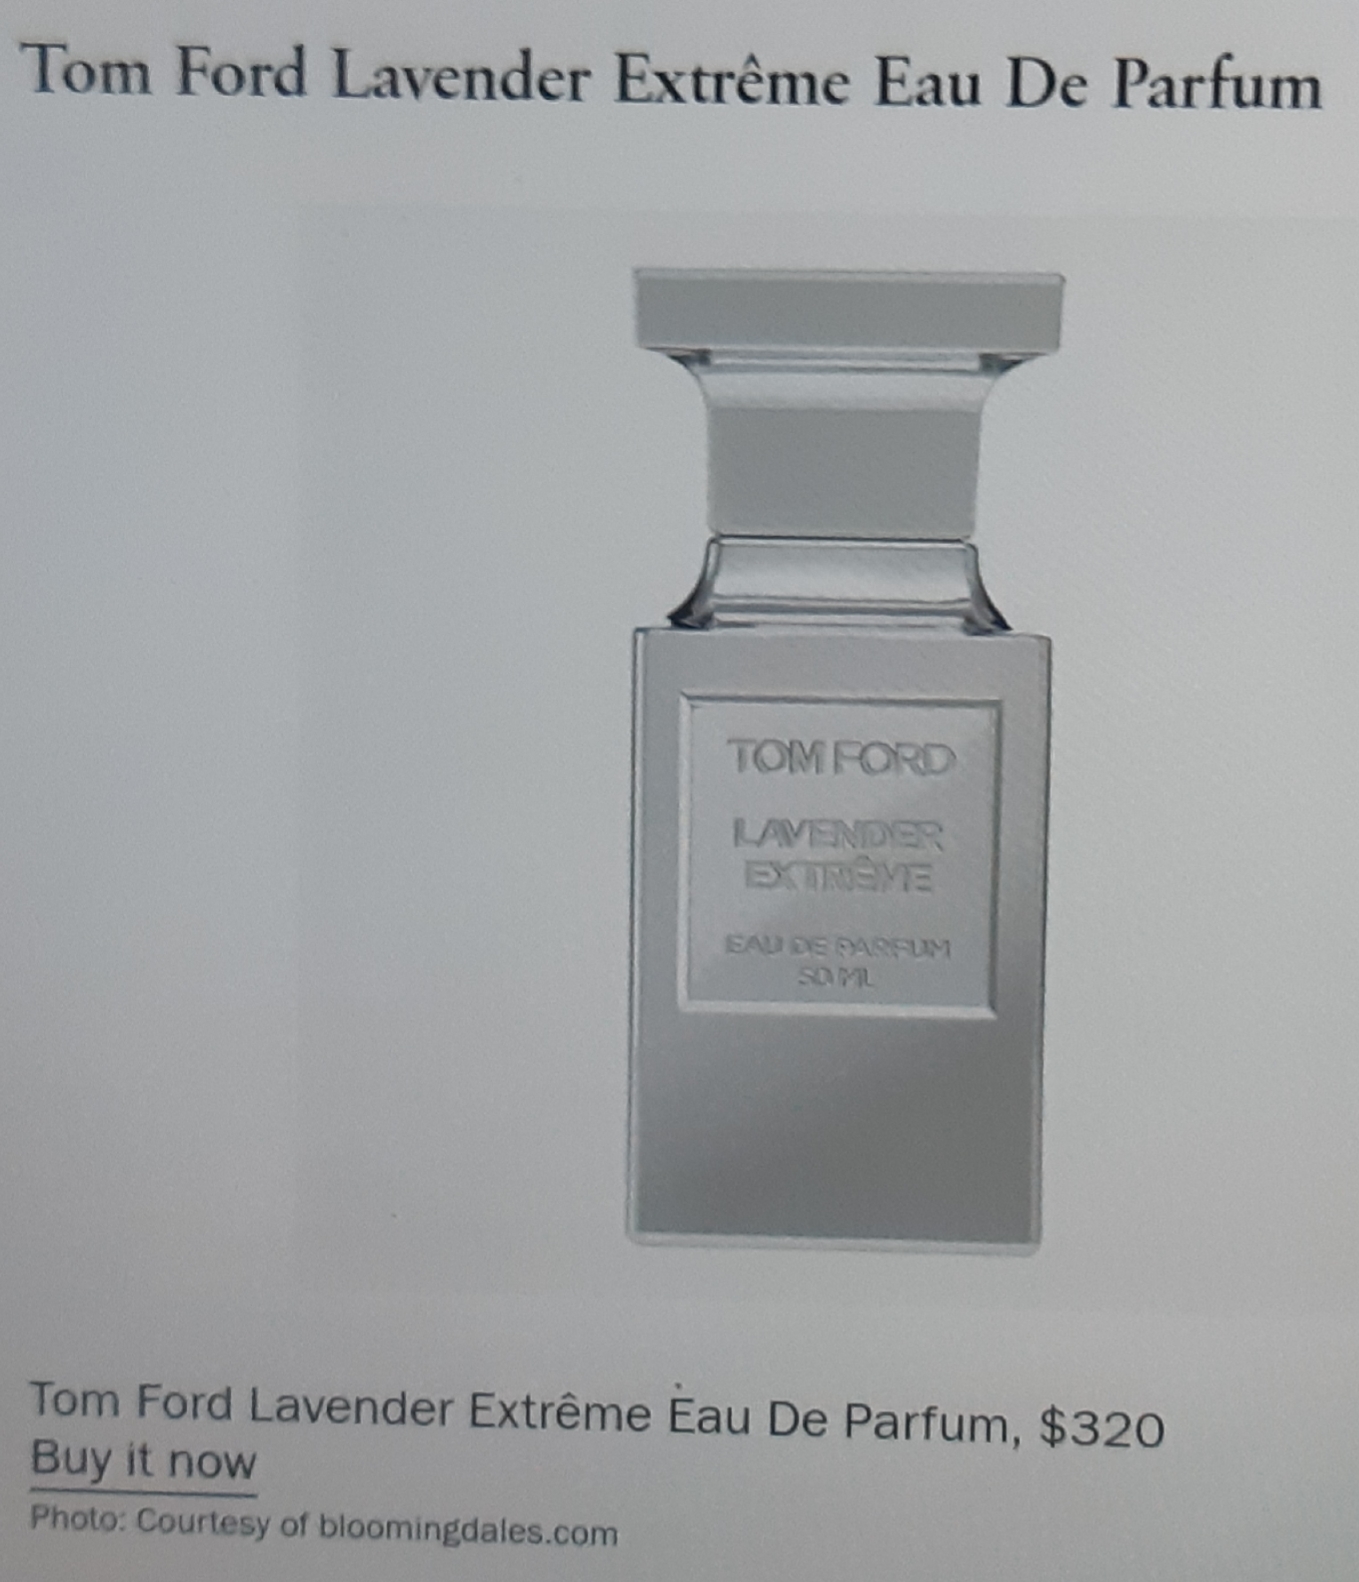 Tom Ford Lavender Extrême Eau De Parfum
TOM FORD
LAVENDER
EXTRÊME
EAU DE PARFUM
50 ML
Tom Ford Lavender Extrême Eau De Parfum, $320
Buy it now
Photo: Courtesy of bloomingdales.com